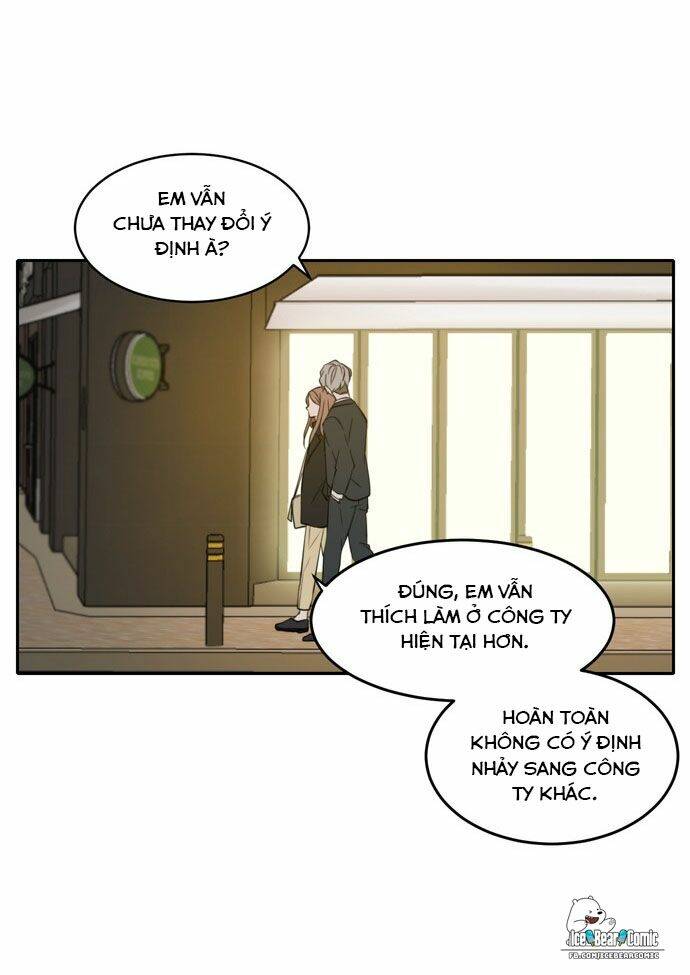 EM VẪN
CHƯA THAY ĐỔI Ý
ĐỊNH À?
ĐÚNG, EM VẪN
THÍCH LÀM Ở CÔNG TY
HIỆN TẠI HƠN.
HOÀN TOÀN
KHÔNG CÓ Ý ĐỊNH
NHẢY SANG CÔNG
TY KHÁC.
Ice Bear Comic
FB.COM/ICEBEARCOMIC